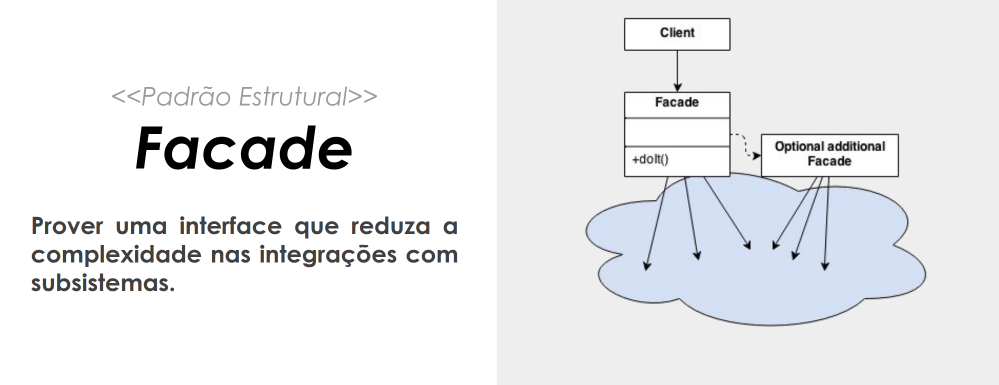 <<Padrão Estrutural>>
Facade
Prover uma interface que reduza a
complexidade nas integrações com
subsistemas.
Client
Facade
+doIt()
Optional additional
Facade